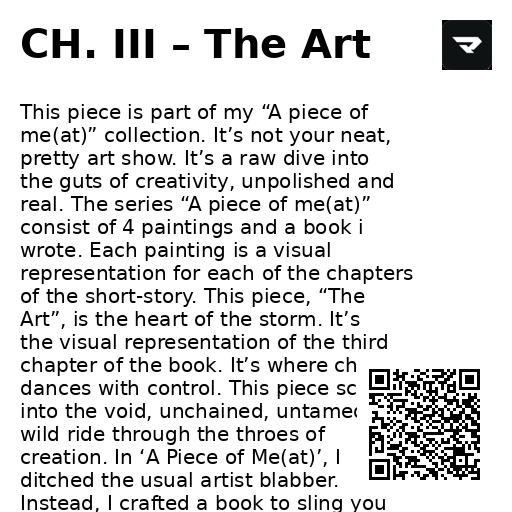 CH. III – The Art
This piece is part of my “A piece of
me(at)” collection. It’s not your neat,
pretty art show. It’s a raw dive into
the guts of creativity, unpolished and
real. The series “A piece of me(at)”
consist of 4 paintings and a book i
wrote. Each painting is a visual
representation for each of the chapters
of the short-story. This piece, “The
Art”, is the heart of the storm. It’s
the visual representation of the third
chapter of the book. It’s where ch
dances with control. This piece sc
into the void, unchained, untamed
wild ride through the throes of
creation. In ‘A Piece of Me(at)’, I
ditched the usual artist blabber.
Instead, I crafted a book to sling you